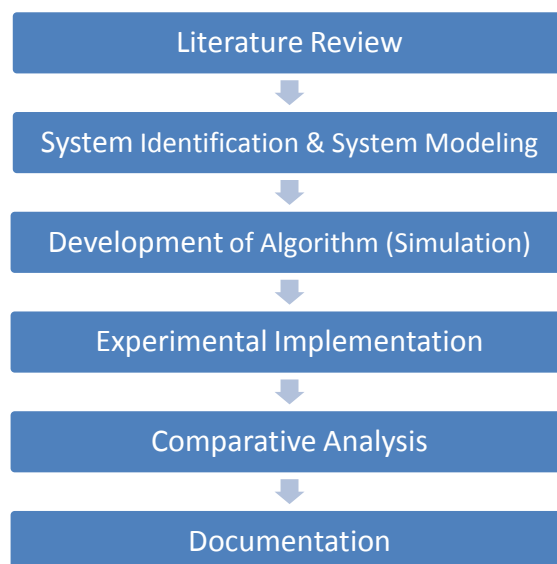 Literature Review
System Identification & System Modeling
Development of Algorithm (Simulation)
Experimental Implementation
Comparative Analysis
Documentation